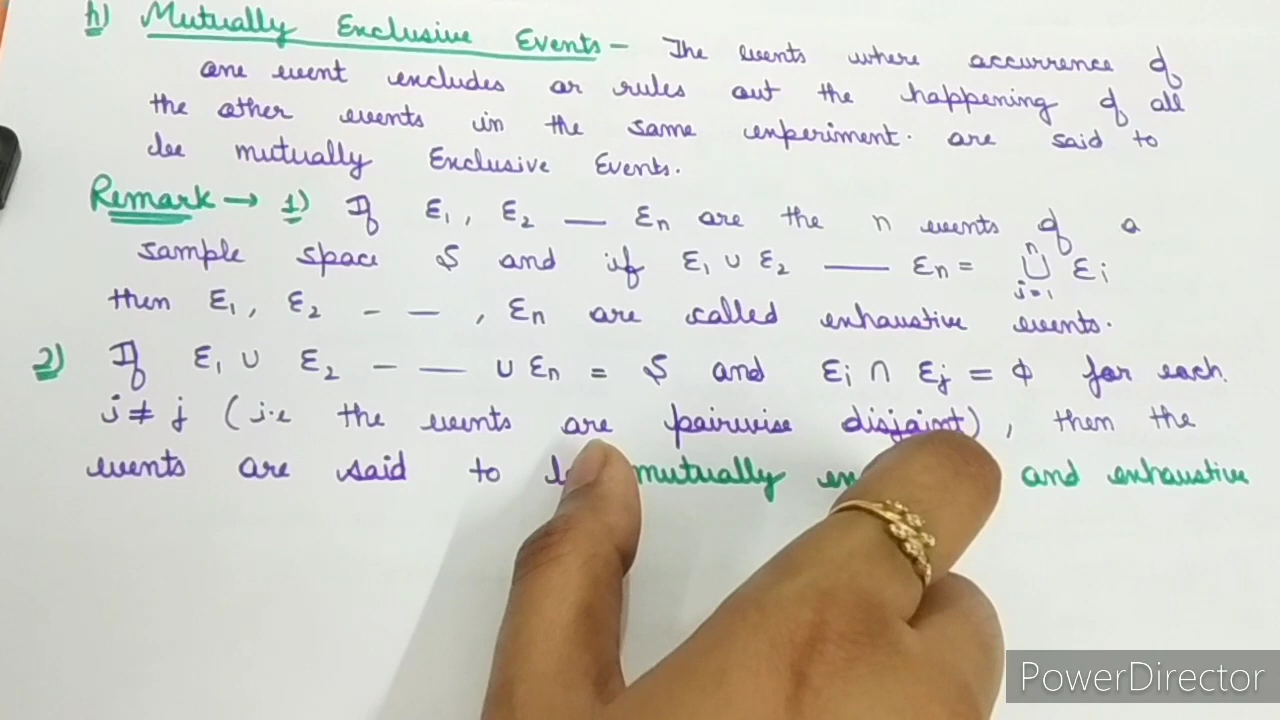 h) Mutually Exclusive Events - The events where occurrence of
one event excludes or rules out the happening of all
the other events in the same experiment. are said to
be mutually Exclusive Events.
Remark → 1) If E₁, E₂ — Eₙ are the n events of a
sample space S and if E₁ ∪ E₂ —— Eₙ = ⋃ⁿᵢ₌₁ Eᵢ
then E₁, E₂ - — , Eₙ are called exhaustive events.
2) If E₁ ∪ E₂ - — ∪ Eₙ = S and Eᵢ ∩ Eⱼ = ϕ for each
i ≠ j (i.e the events are pairwise disjoint), then the
events are said to mutually and exhaustive
PowerDirector